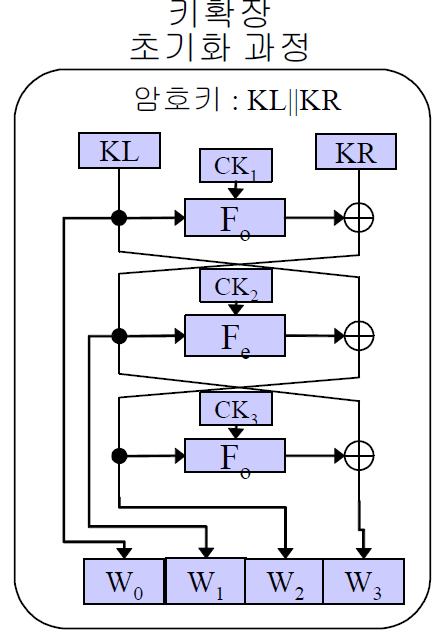 키확장
초기화 과정
암호키 : KL||KR
KL
CK₁
KR
Fₒ
CK₂
Fₑ
CK₃
Fₒ
W₀ W₁ W₂ W₃